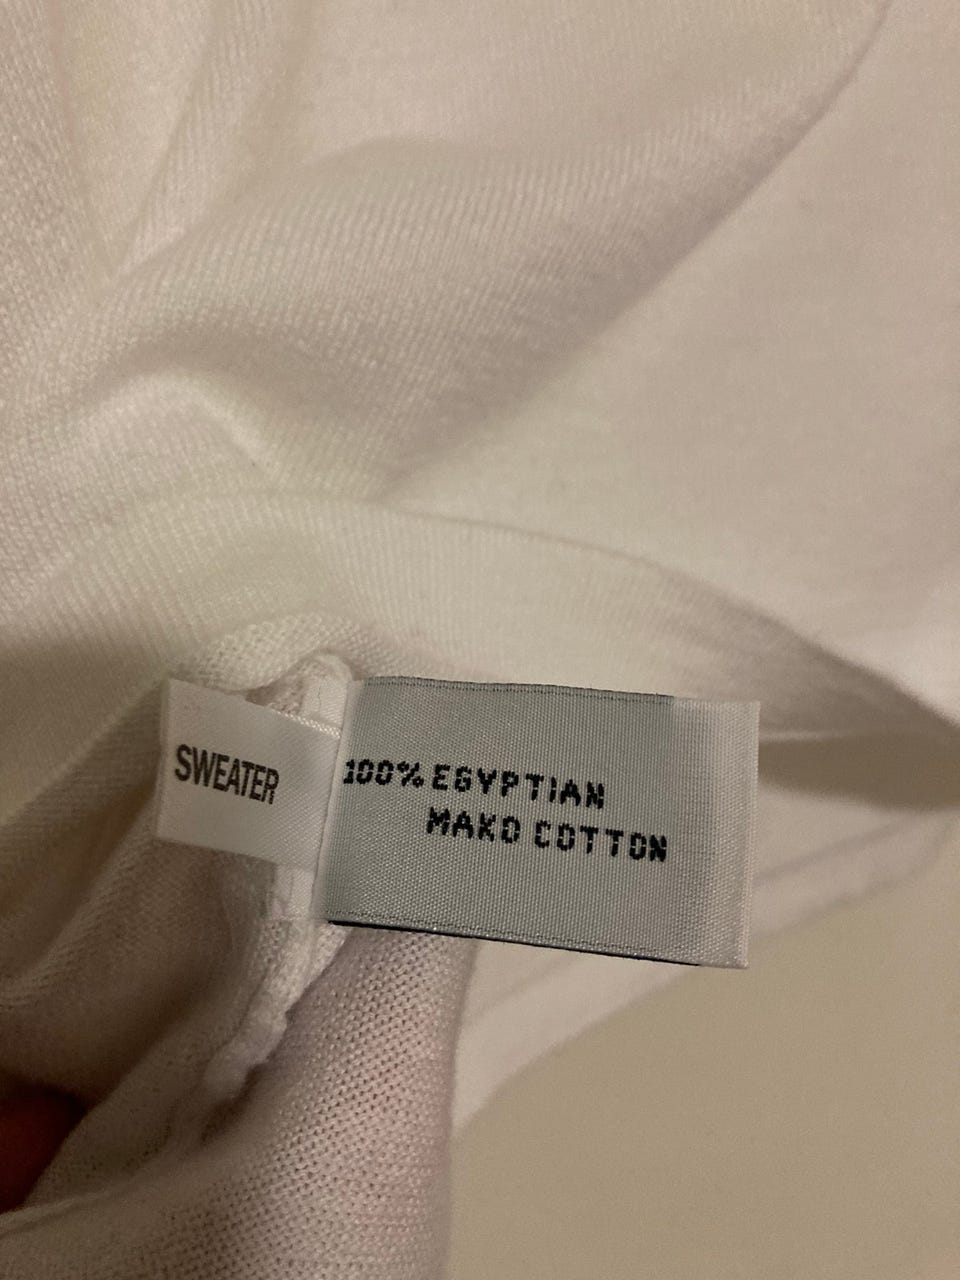 SWEATER
100% EGYPTIAN
MAKO COTTON